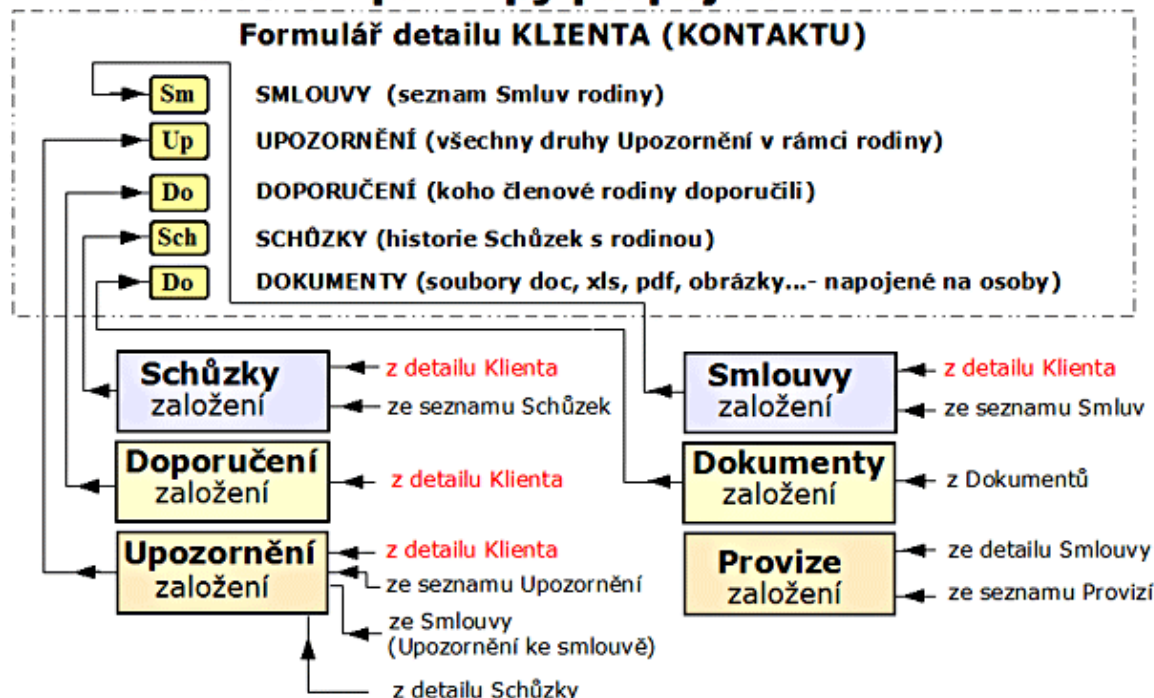 Formulář detailu KLIENTA (KONTAKTU)
Sm SMLOUVY (seznam Smluv rodiny)
Up UPOZORNĚNÍ (všechny druhy Upozornění v rámci rodiny)
Do DOPORUČENÍ (koho členové rodiny doporučili)
Sch SCHŮZKY (historie Schůzek s rodinou)
Do DOKUMENTY (soubory doc, xls, pdf, obrázky...- napojené na osoby)
Schůzky
založení
z detailu Klienta
ze seznamu Schůzek
Doporučení
založení
z detailu Klienta
Upozornění
založení
z detailu Klienta
ze seznamu Upozornění
ze Smlouvy
(Upozornění ke smlouvě)
z detailu Schůzky
Smlouvy
založení
z detailu Klienta
ze seznamu Smluv
Dokumenty
založení
z Dokumentů
Provize
založení
ze detailu Smlouvy
ze seznamu Provizí